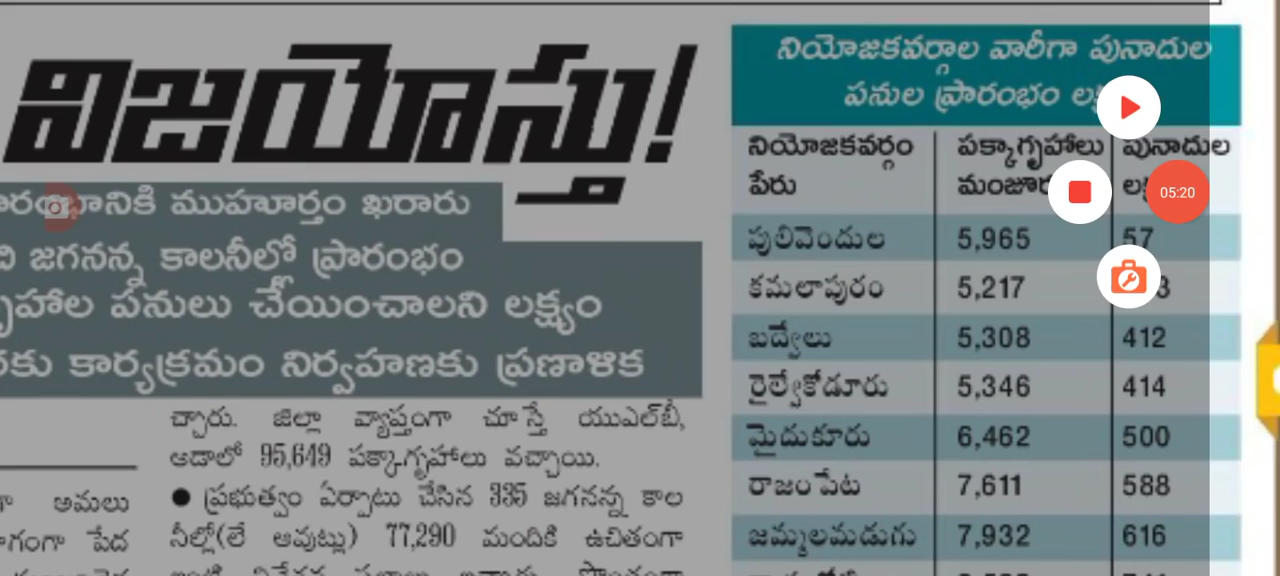 విజయోస్తు!
ముహూర్తం ఖరారు
జగనన్న కాలనీల్లో ప్రారంభం
పనులు చేయించాలని లక్ష్యం
కార్యక్రమం నిర్వహణకు ప్రణాళిక
అమలు
పేద
చ్చారు. జిల్లా వ్యాప్తంగా చూస్తే యుఎల్‌బీ,
ఆడాలో 95,649 పక్కాగృహాలు వచ్చాయి.
● ప్రభుత్వం ఏర్పాటు చేసిన 335 జగనన్న కాల
నీల్లో(లే అవుట్లు) 77,290 మందికి ఉచితంగా
నియోజకవర్గాల వారీగా పునాదుల
పనుల ప్రారంభం
నియోజకవర్గం పేరు పక్కాగృహాలు పునాదుల
పులివెందుల 5,965 57
కమలాపురం 5,217
బద్వేలు 5,308 412
రైల్వేకోడూరు 5,346 414
మైదుకూరు 6,462 500
రాజంపేట 7,611 588
జమ్మలమడుగు 7,932 616
05:20